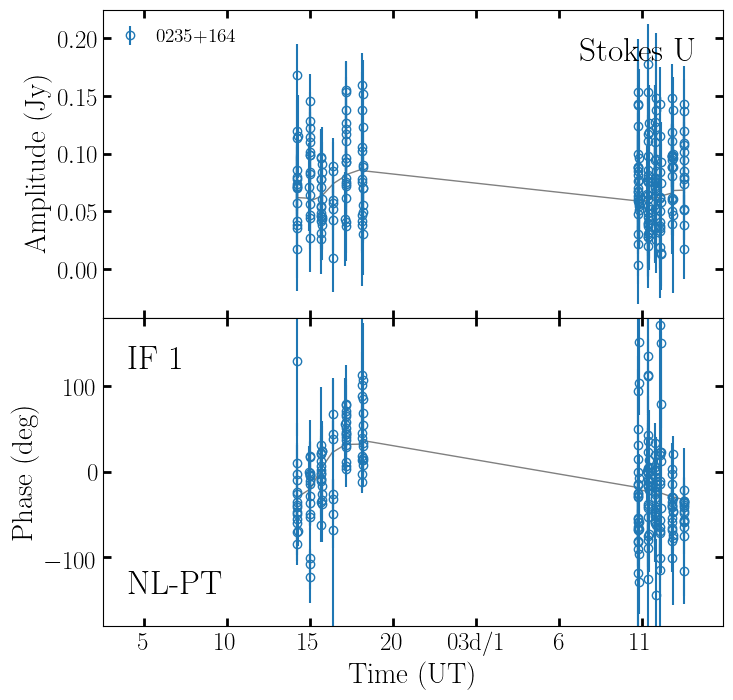 0235+164
Stokes U
0.20
0.15
0.10
0.05
0.00
Amplitude (Jy)
IF 1
100
0
−100
Phase (deg)
NL-PT
5 10 15 20 03d/1 6 11
Time (UT)